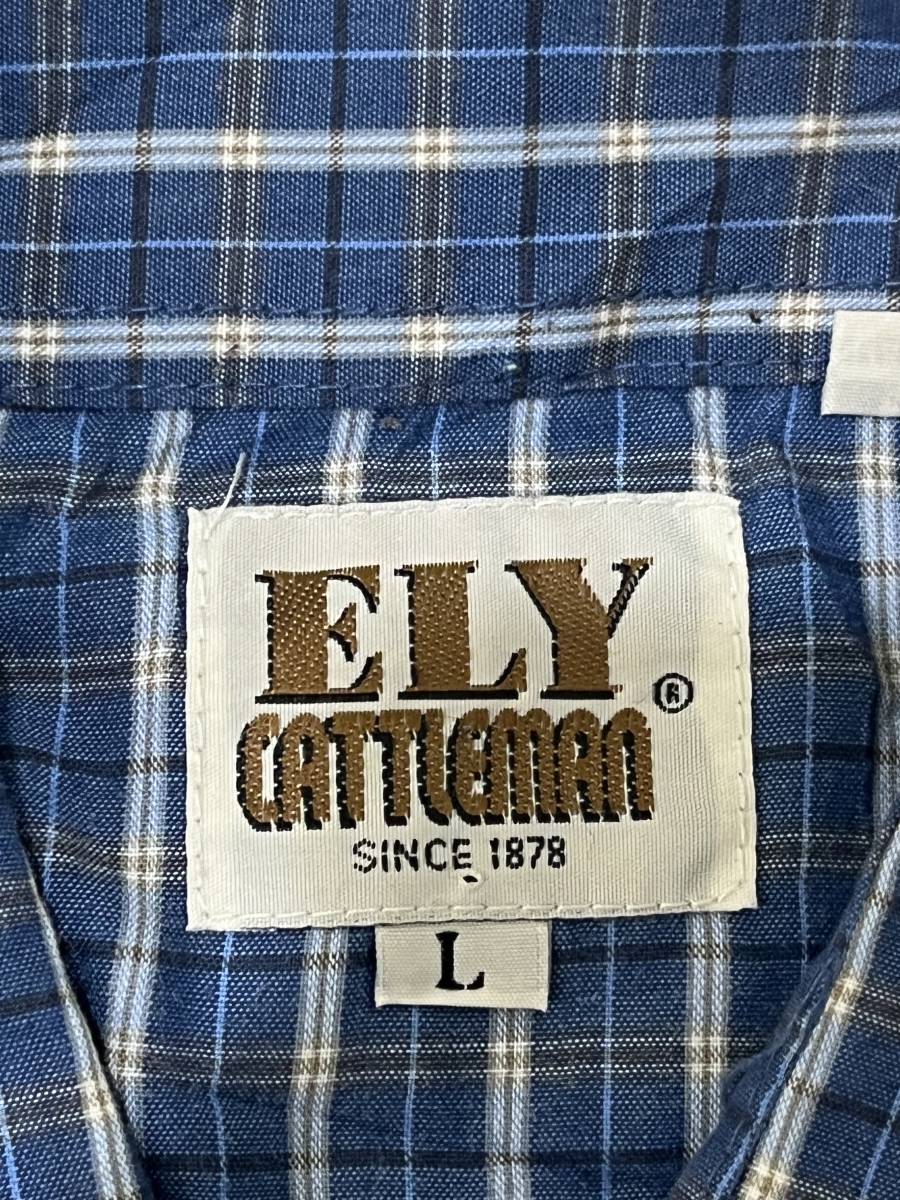 ELY®
CATTLEMAN
SINCE 1878
L